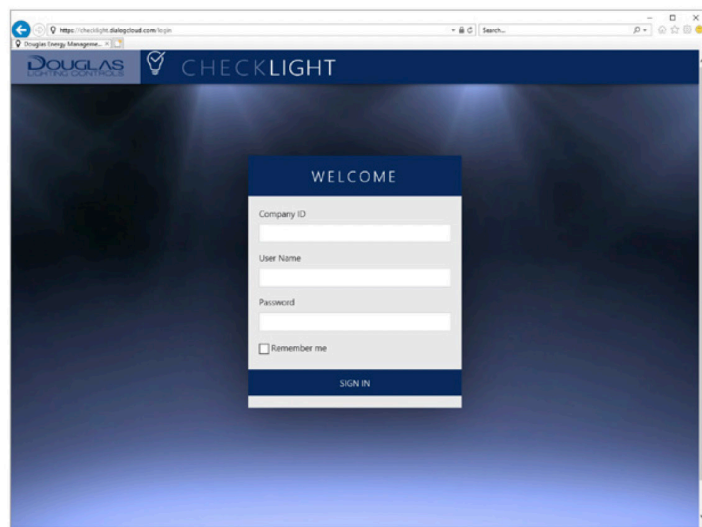 https://checklight.dialogcloud.com/login
Search...
Douglas Energy Manageme...
DOUGLAS
LIGHTING CONTROLS
CHECKLIGHT
WELCOME
Company ID
User Name
Password
Remember me
SIGN IN